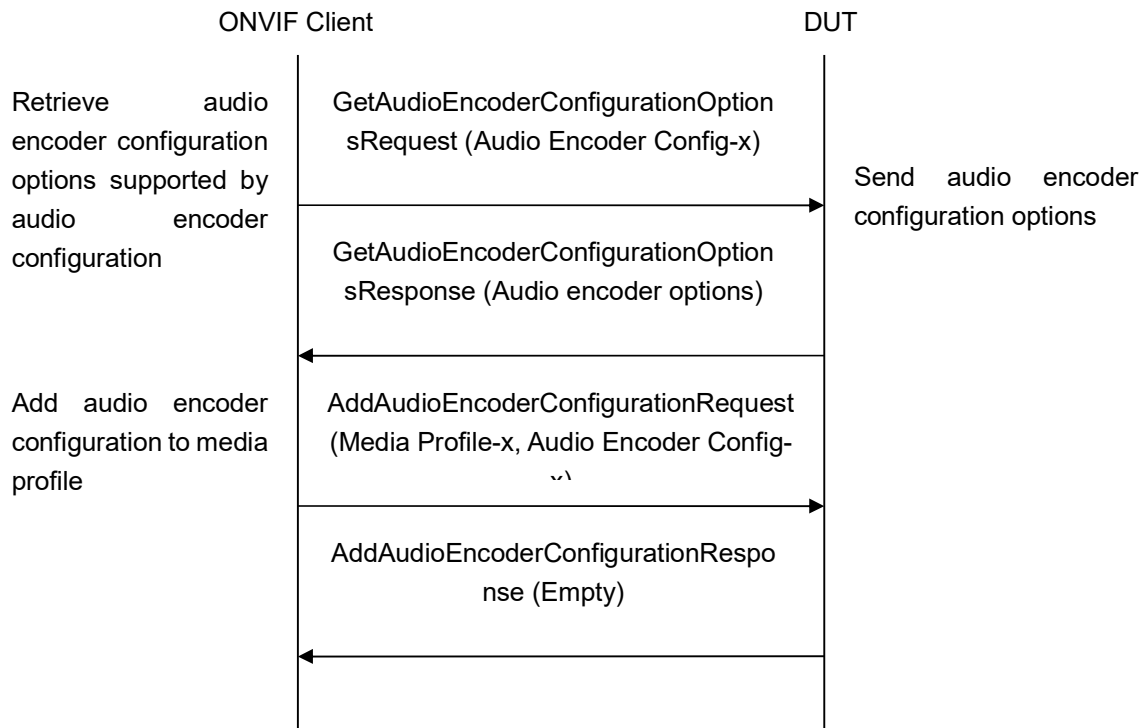 ONVIF Client
DUT
Retrieve audio
encoder configuration
options supported by
audio encoder
configuration
GetAudioEncoderConfigurationOption
sRequest (Audio Encoder Config-x)
Send audio encoder
configuration options
GetAudioEncoderConfigurationOption
sResponse (Audio encoder options)
Add audio encoder
configuration to media
profile
AddAudioEncoderConfigurationRequest
(Media Profile-x, Audio Encoder Config-
AddAudioEncoderConfigurationRespo
nse (Empty)